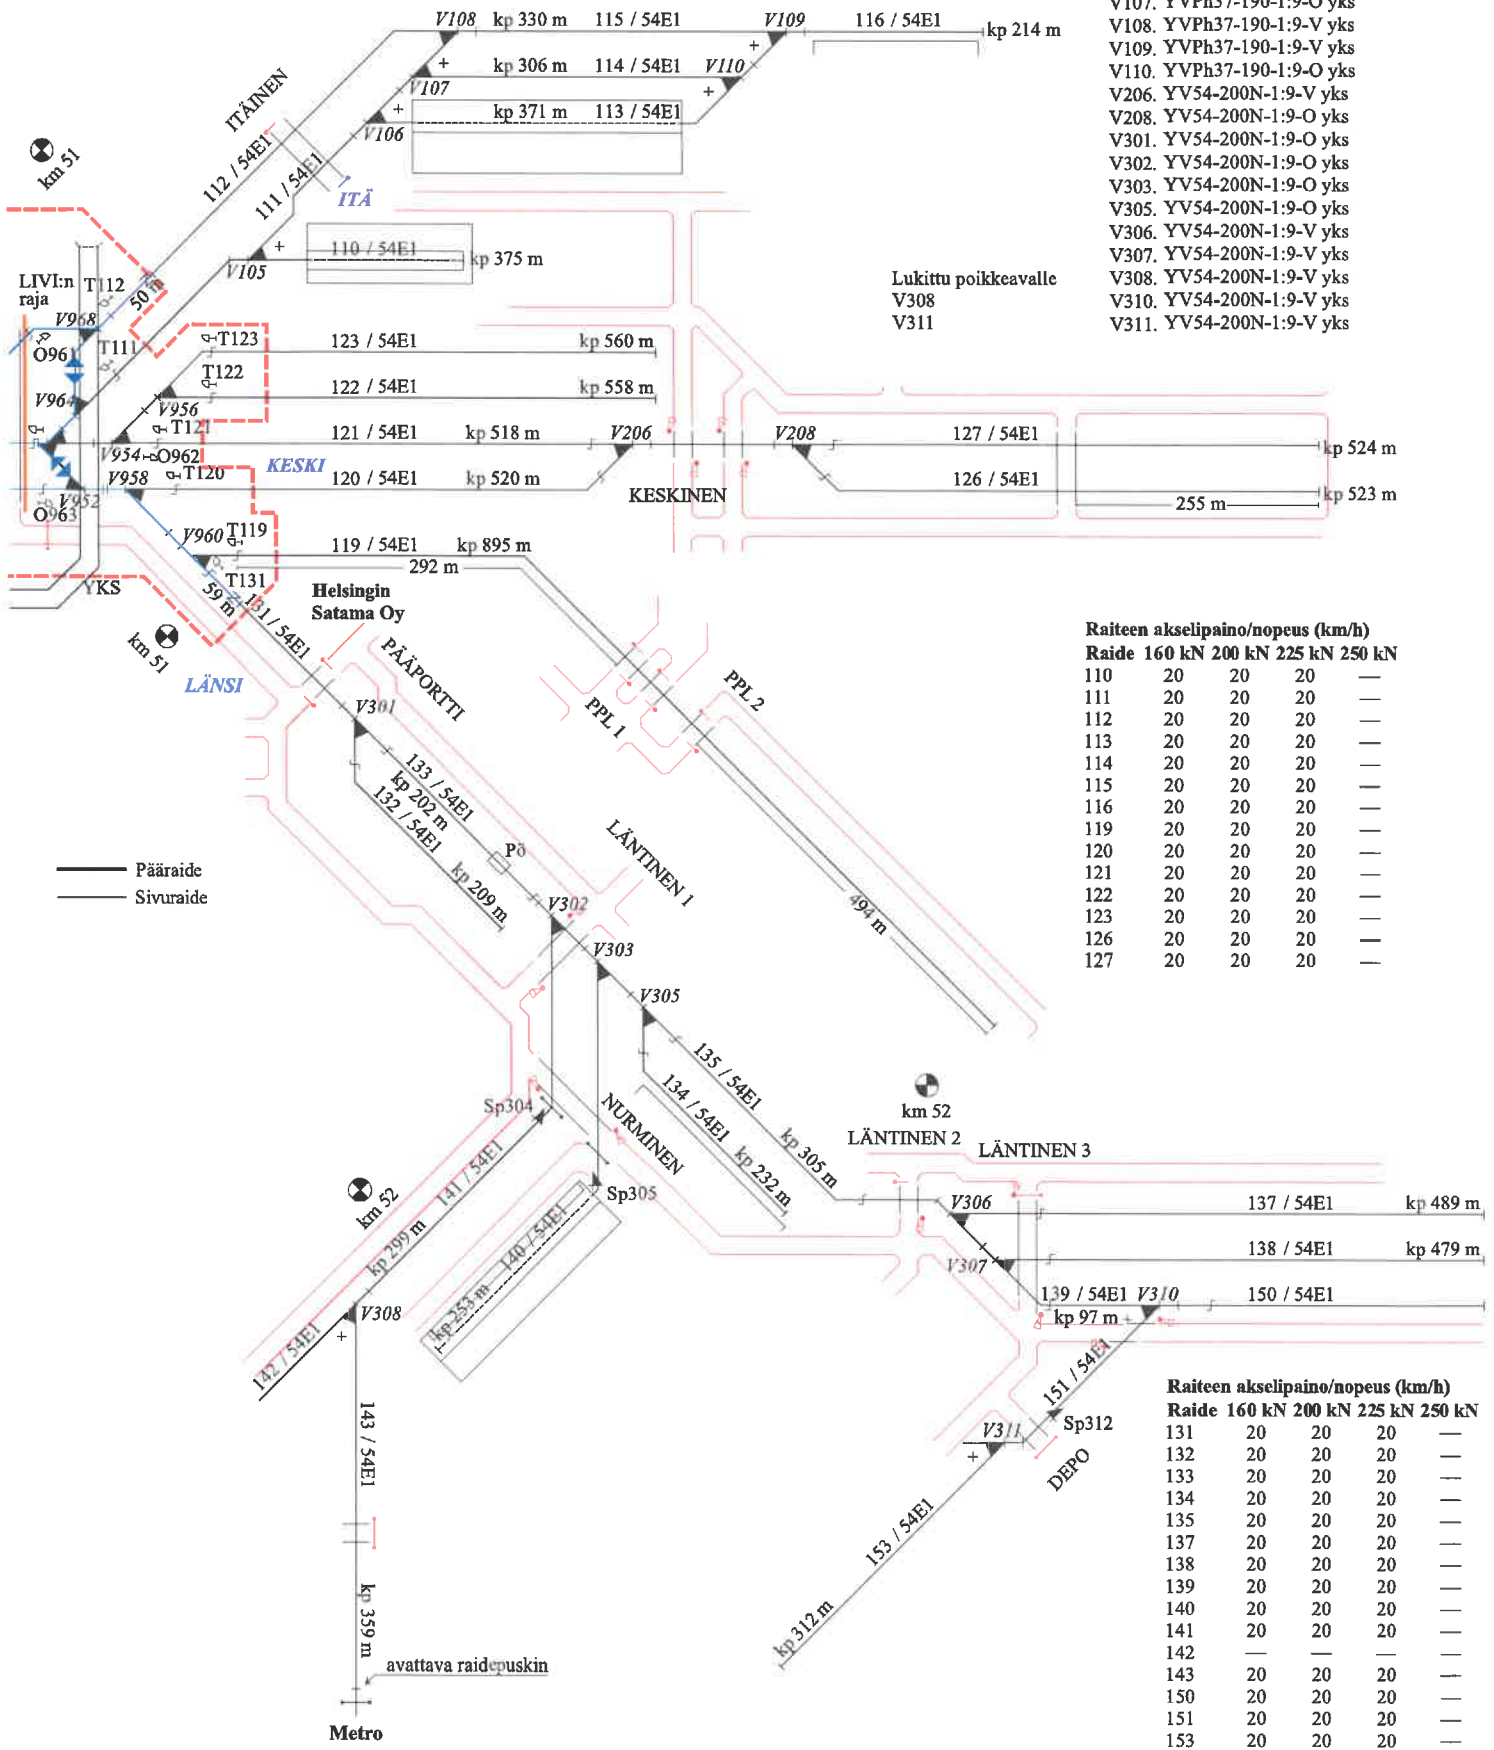 V107. YVPh37-190-1:9-O yks
V108. YVPh37-190-1:9-V yks
V109. YVPh37-190-1:9-V yks
V110. YVPh37-190-1:9-O yks
V206. YV54-200N-1:9-V yks
V208. YV54-200N-1:9-O yks
V301. YV54-200N-1:9-O yks
V302. YV54-200N-1:9-O yks
V303. YV54-200N-1:9-O yks
V305. YV54-200N-1:9-O yks
V306. YV54-200N-1:9-V yks
V307. YV54-200N-1:9-V yks
V308. YV54-200N-1:9-V yks
V310. YV54-200N-1:9-V yks
V311. YV54-200N-1:9-V yks
V108 kp 330 m 115 / 54E1 V109 116 / 54E1 kp 214 m
+ +
kp 306 m 114 / 54E1 V110
V107
+ kp 371 m 113 / 54E1 +
V106
ITÄINEN
km 51
112 / 54E1
111 / 54E1
ITÄ
+ 110 / 54E1 kp 375 m
V105
Lukittu poikkeavalle
V308
V311
LIVI:n
raja
T112
50 m
V968
O961
T111
T123 123 / 54E1 kp 560 m
T122
122 / 54E1 kp 558 m
V964
V956
T121
121 / 54E1 kp 518 m V206 V208 127 / 54E1 kp 524 m
V954 O962
KESKI
V958 T120 120 / 54E1 kp 520 m
KESKINEN
126 / 54E1 kp 523 m
255 m
V952
O963
V960 T119
119 / 54E1 kp 895 m
292 m
T131
YKS
59 m
131 / 54E1
Helsingin
Satama Oy
km 51
LÄNSI
PÄÄPORTTI
PPL 1
PPL 2
494 m
V301
133 / 54E1
kp 202 m
132 / 54E1
kp 209 m
Pö
LÄNTINEN 1
V302
V303
V305
Pääraide
Sivuraide
Raiteen akselipaino/nopeus (km/h)
Raide 160 kN 200 kN 225 kN 250 kN
110 20 20 20 —
111 20 20 20 —
112 20 20 20 —
113 20 20 20 —
114 20 20 20 —
115 20 20 20 —
116 20 20 20 —
119 20 20 20 —
120 20 20 20 —
121 20 20 20 —
122 20 20 20 —
123 20 20 20 —
126 20 20 20 —
127 20 20 20 —
135 / 54E1
kp 305 m
134 / 54E1
kp 232 m
NURMINEN
Sp304
Sp305
km 52
141 / 54E1
kp 299 m
140 / 54E1
kp 253 m
V308
+
142 / 54E1
143 / 54E1
kp 359 m
avattava raidepuskin
Metro
km 52
LÄNTINEN 2
LÄNTINEN 3
V306
137 / 54E1 kp 489 m
V307
138 / 54E1 kp 479 m
139 / 54E1 V310 150 / 54E1
kp 97 m +
151 / 54E1
Sp312
V311
+
DEPO
153 / 54E1
kp 312 m
Raiteen akselipaino/nopeus (km/h)
Raide 160 kN 200 kN 225 kN 250 kN
131 20 20 20 —
132 20 20 20 —
133 20 20 20 —
134 20 20 20 —
135 20 20 20 —
137 20 20 20 —
138 20 20 20 —
139 20 20 20 —
140 20 20 20 —
141 20 20 20 —
142 — — — —
143 20 20 20 —
150 20 20 20 —
151 20 20 20 —
153 20 20 20 —